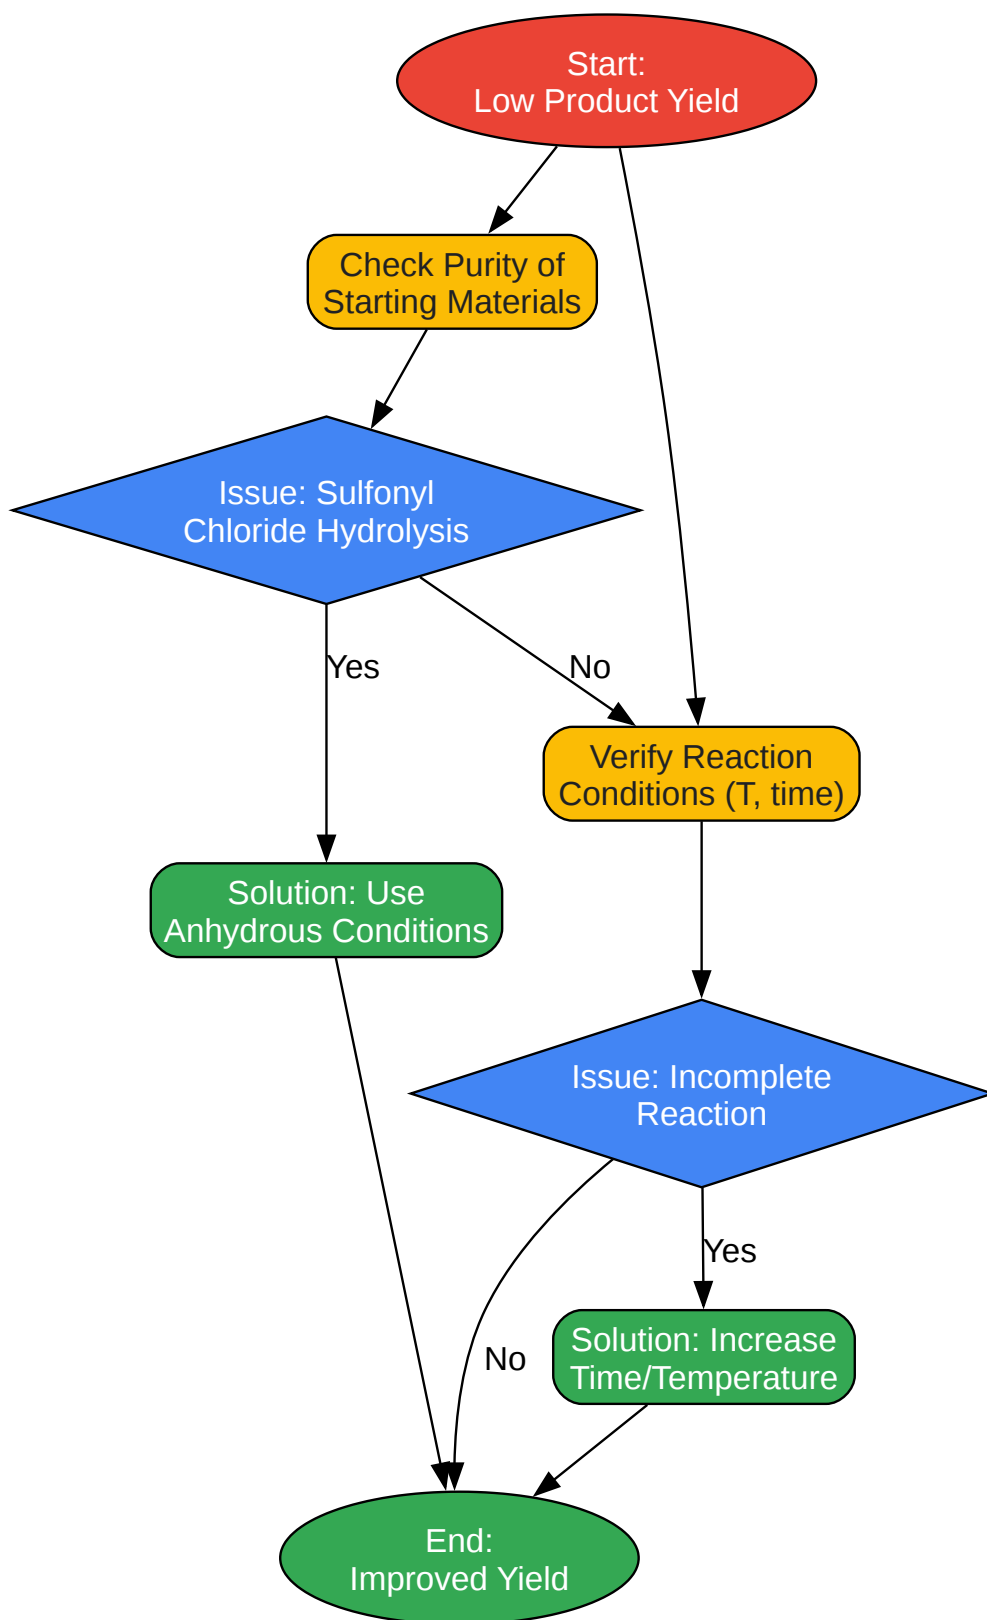 Start:
Low Product Yield
Check Purity of
Starting Materials
Issue: Sulfonyl
Chloride Hydrolysis
Yes
No
Verify Reaction
Conditions (T, time)
Solution: Use
Anhydrous Conditions
Issue: Incomplete
Reaction
Yes
No
Solution: Increase
Time/Temperature
End:
Improved Yield